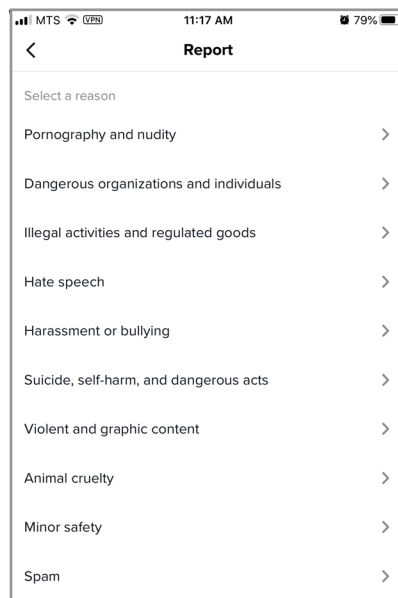 MTS VPN 11:17 AM 79%
Report
Select a reason
Pornography and nudity
Dangerous organizations and individuals
Illegal activities and regulated goods
Hate speech
Harassment or bullying
Suicide, self-harm, and dangerous acts
Violent and graphic content
Animal cruelty
Minor safety
Spam